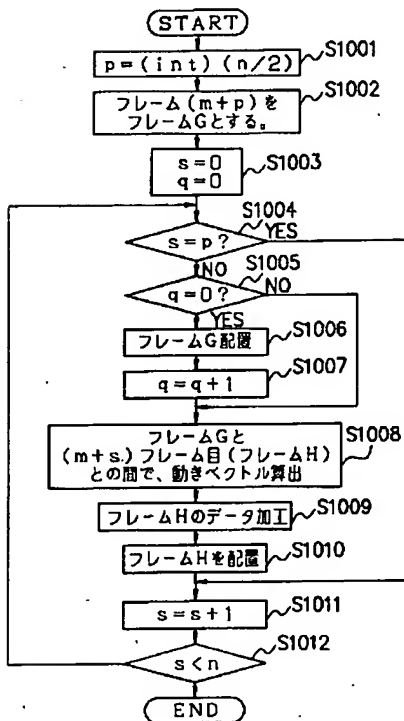 START
S1001
p=(int)(n/2)
S1002
フレーム(m+p)を
フレームGとする。
S1003
s=0
q=0
S1004
s=p?
YES
NO
S1005
q=0?
NO
YES
S1006
フレームG配置
S1007
q=q+1
S1008
フレームGと
(m+s.)フレーム目(フレームH)
との間で、動きベクトル算出
S1009
フレームHのデータ加工
S1010
フレームHを配置
S1011
s=s+1
S1012
s<n
END